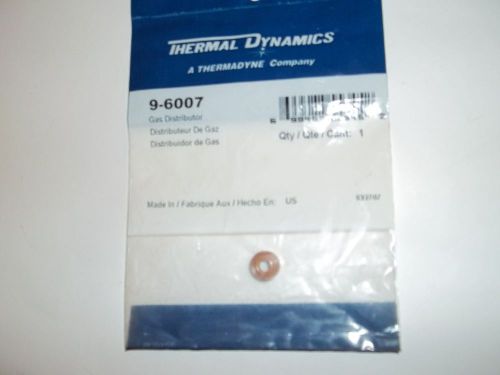 THERMAL DYNAMICS
A THERMADYNE Company
9-6007
Gas Distributor
Distributeur De Gaz
Distribuidor de Gas
Qty / Qte / Cant: 1
Made In / Fabrique Aux / Hecho En: US